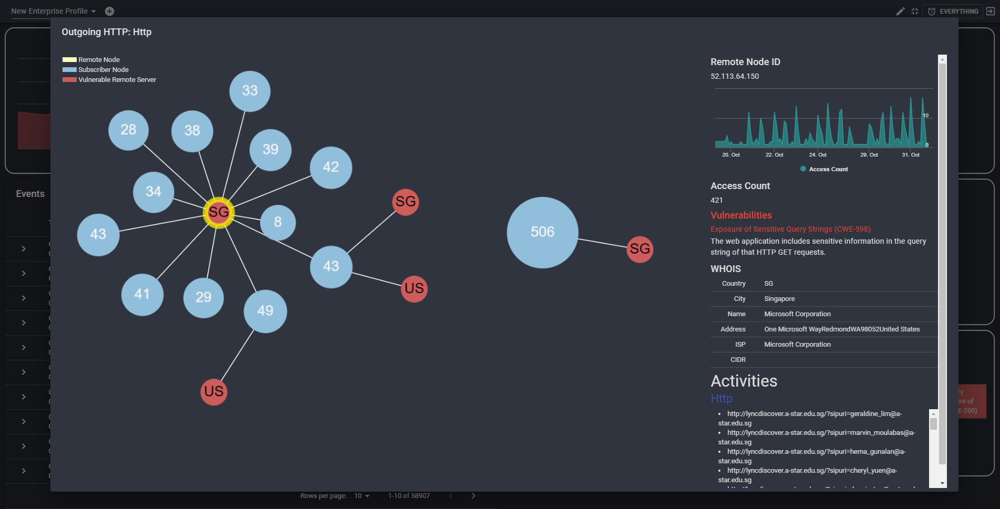 New Enterprise Profile
EVERYTHING
Outgoing HTTP: Http
Remote Node
Subscriber Node
Vulnerable Remote Server
33
28
38
39
42
34
SG
8
43
43
41
29
49
SG
US
US
506
SG
Events
Remote Node ID
52.113.64.150
10
0
20. Oct 22. Oct 24. Oct 29. Oct 31. Oct
Access Count
Access Count
421
Vulnerabilities
Exposure of Sensitive Query Strings (CWE-598)
The web application includes sensitive information in the query
string of that HTTP GET requests.
WHOIS
Country SG
City Singapore
Name Microsoft Corporation
Address One Microsoft WayRedmondWA98052United States
ISP Microsoft Corporation
CIDR
Activities
Http
http://lyncdiscover.a-star.edu.sg/?sipuri=geraldine_lim@a-
star.edu.sg
http://lyncdiscover.a-star.edu.sg/?sipuri=marvin_moulabas@a-
star.edu.sg
http://lyncdiscover.a-star.edu.sg/?sipuri=hema_gunalan@a-
star.edu.sg
http://lyncdiscover.a-star.edu.sg/?sipuri=cheryl_yuen@a-
star.edu.sg
ry
ure of
E-200)
Rows per page: 10 1-10 of 58907